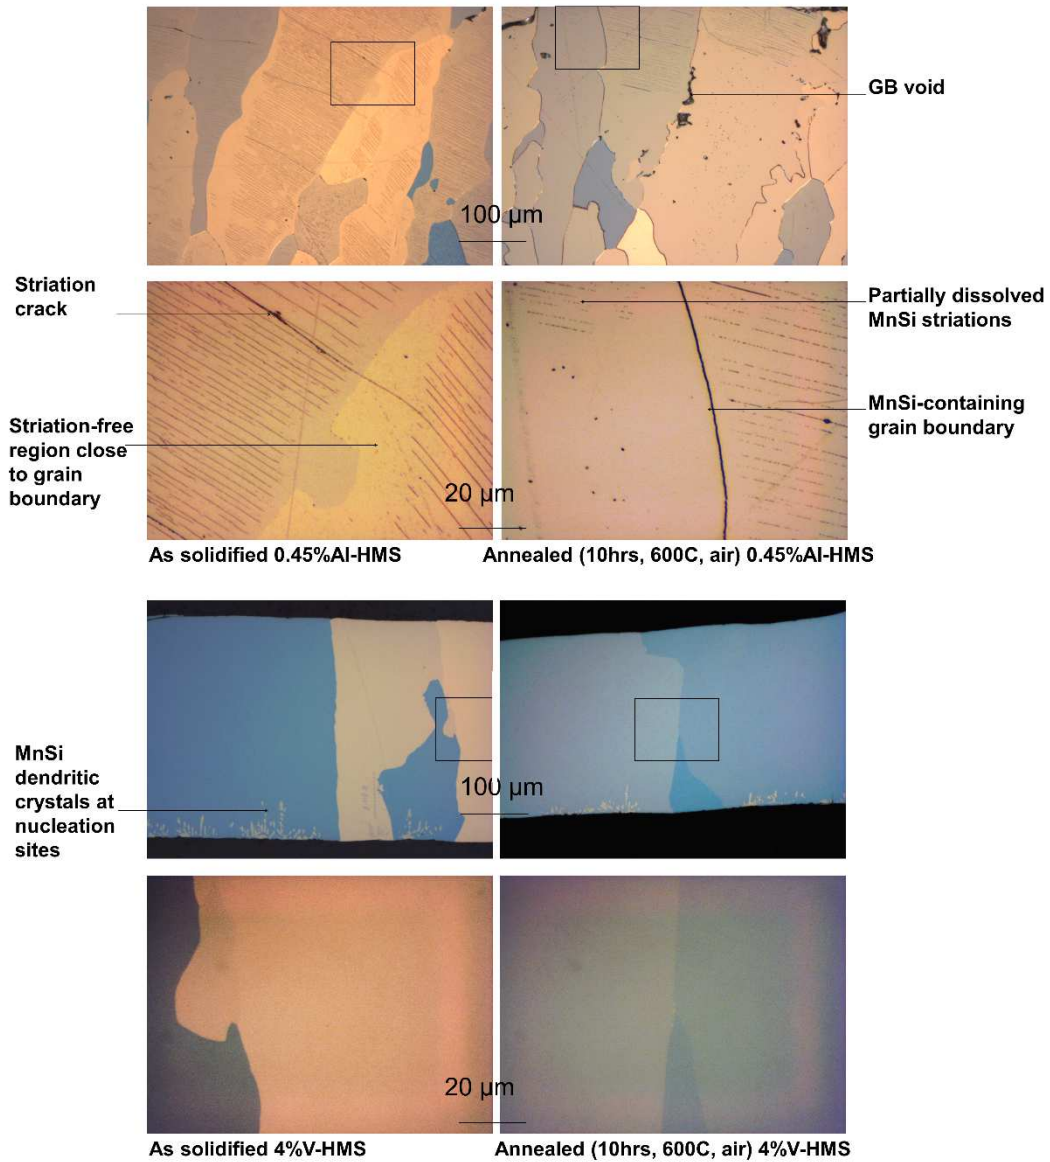 GB void
100 µm
Striation
crack
Partially dissolved
MnSi striations
Striation-free
region close
to grain
boundary
MnSi-containing
grain boundary
20 µm
As solidified 0.45%Al-HMS
Annealed (10hrs, 600C, air) 0.45%Al-HMS
MnSi
dendritic
crystals at
nucleation
sites
100 µm
20 µm
As solidified 4%V-HMS
Annealed (10hrs, 600C, air) 4%V-HMS